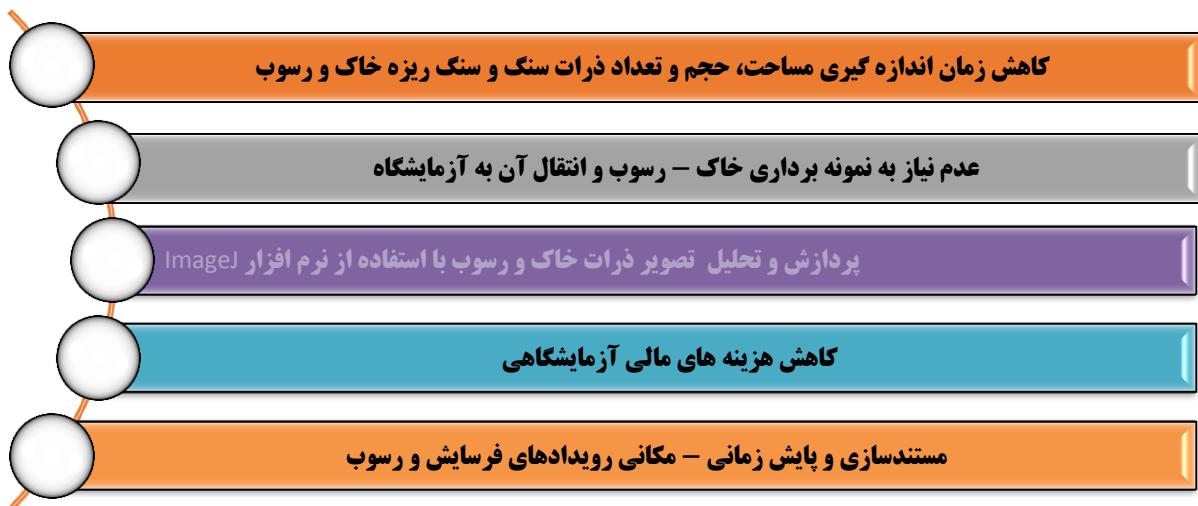 کاهش زمان اندازه گیری مساحت، حجم و تعداد ذرات سنگ و سنگ ریزه خاک و رسوب
عدم نیاز به نمونه برداری خاک – رسوب و انتقال آن به آزمایشگاه
پردازش و تحلیل تصویر ذرات خاک و رسوب با استفاده از نرم افزار ImageJ
کاهش هزینه های مالی آزمایشگاهی
مستندسازی و پایش زمانی – مکانی رویدادهای فرسایش و رسوب